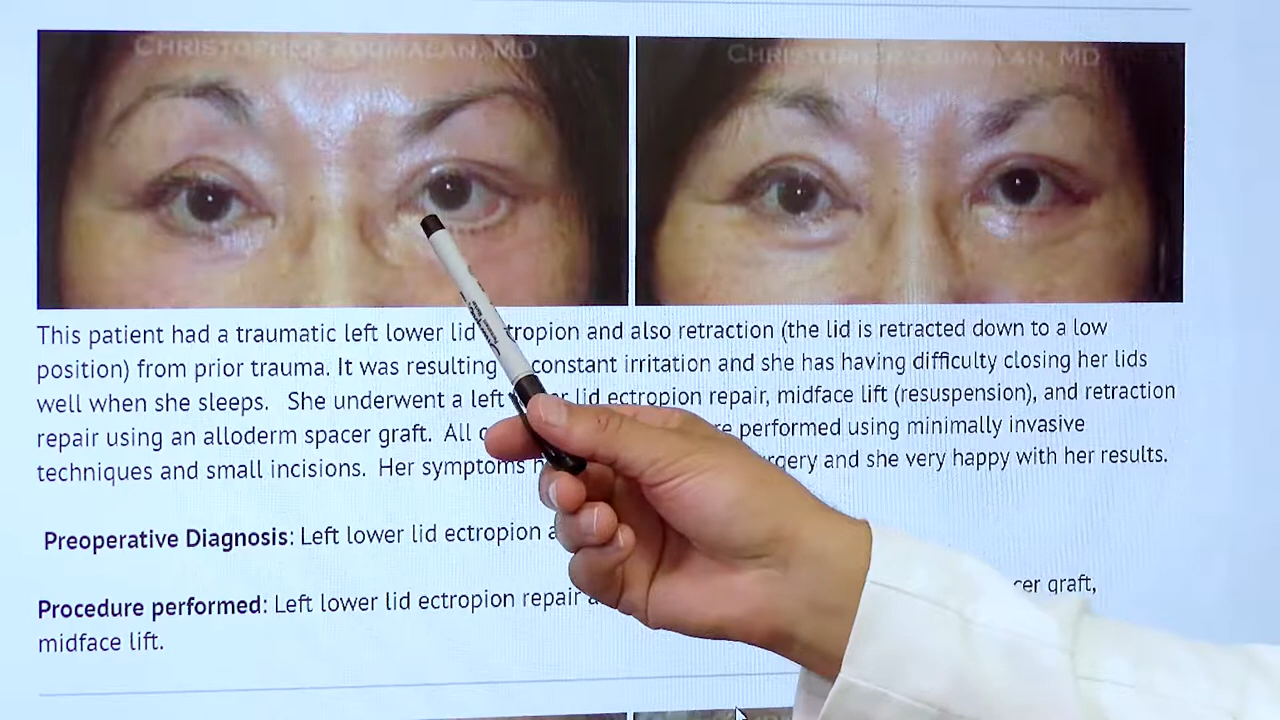 CHRISTOPHER ZOUMALAN, MD CHRISTOPHER ZOUMALAN, MD
This patient had a traumatic left lower lid tropion and also retraction (the lid is retracted down to a low
position) from prior trauma. It was resulting constant irritation and she has having difficulty closing her lids
well when she sleeps. She underwent a left lid ectropion repair, midface lift (resuspension), and retraction
repair using an alloderm spacer graft. All performed using minimally invasive
techniques and small incisions. Her symptoms and she very happy with her results.
Preoperative Diagnosis: Left lower lid ectropion
Procedure performed: Left lower lid ectropion repair graft,
midface lift.